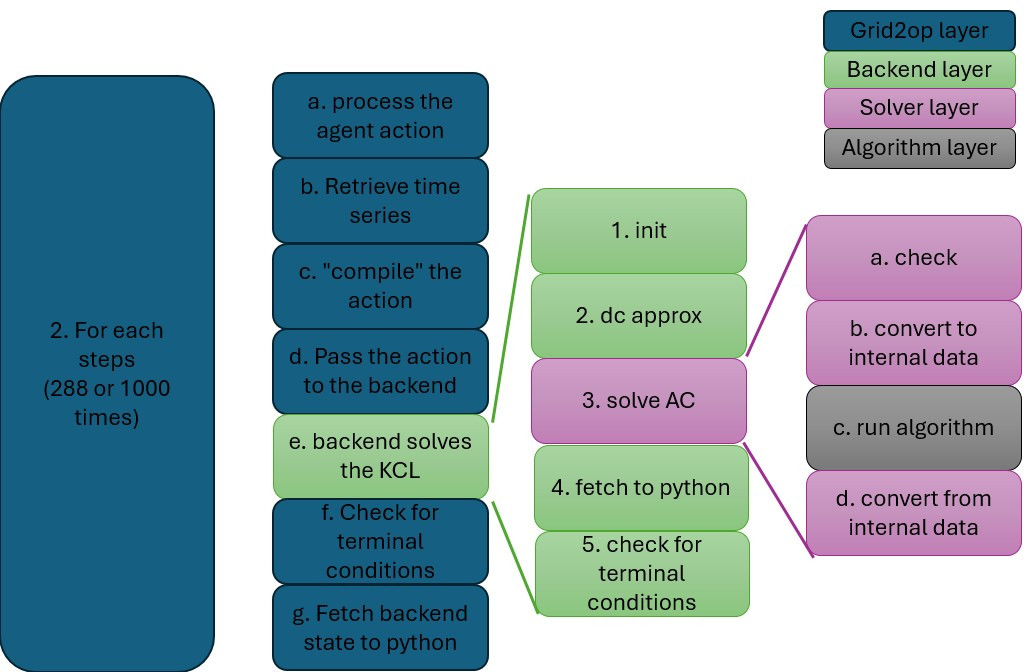 Grid2op layer
Backend layer
Solver layer
Algorithm layer
2. For each
steps
(288 or 1000
times)
a. process the
agent action
b. Retrieve time
series
c. "compile" the
action
d. Pass the action
to the backend
e. backend solves
the KCL
f. Check for
terminal
conditions
g. Fetch backend
state to python
1. init
2. dc approx
3. solve AC
4. fetch to python
5. check for
terminal
conditions
a. check
b. convert to
internal data
c. run algorithm
d. convert from
internal data